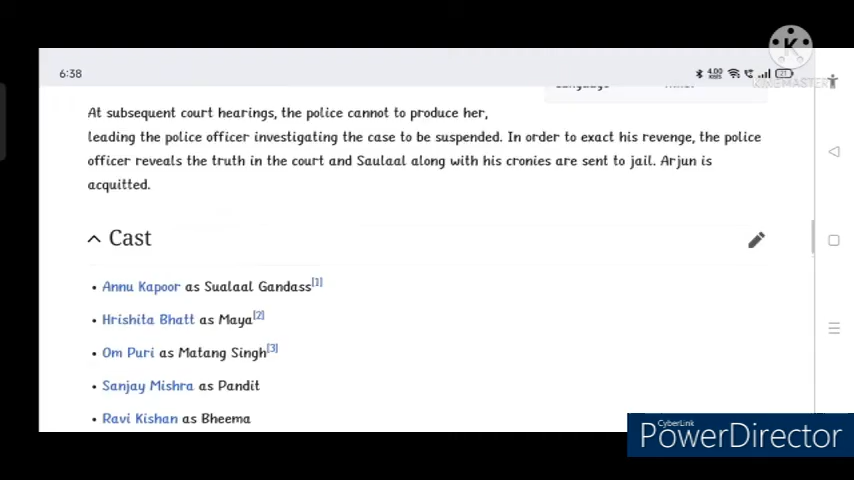 6:38
4.00
21
KINEMASTER
At subsequent court hearings, the police cannot to produce her,
leading the police officer investigating the case to be suspended. In order to exact his revenge, the police
officer reveals the truth in the court and Saulaal along with his cronies are sent to jail. Arjun is
acquitted.
Cast
• Annu Kapoor as Sualaal Gandass[1]
• Hrishita Bhatt as Maya[2]
• Om Puri as Matang Singh[3]
• Sanjay Mishra as Pandit
• Ravi Kishan as Bheema
CyberLink
PowerDirector